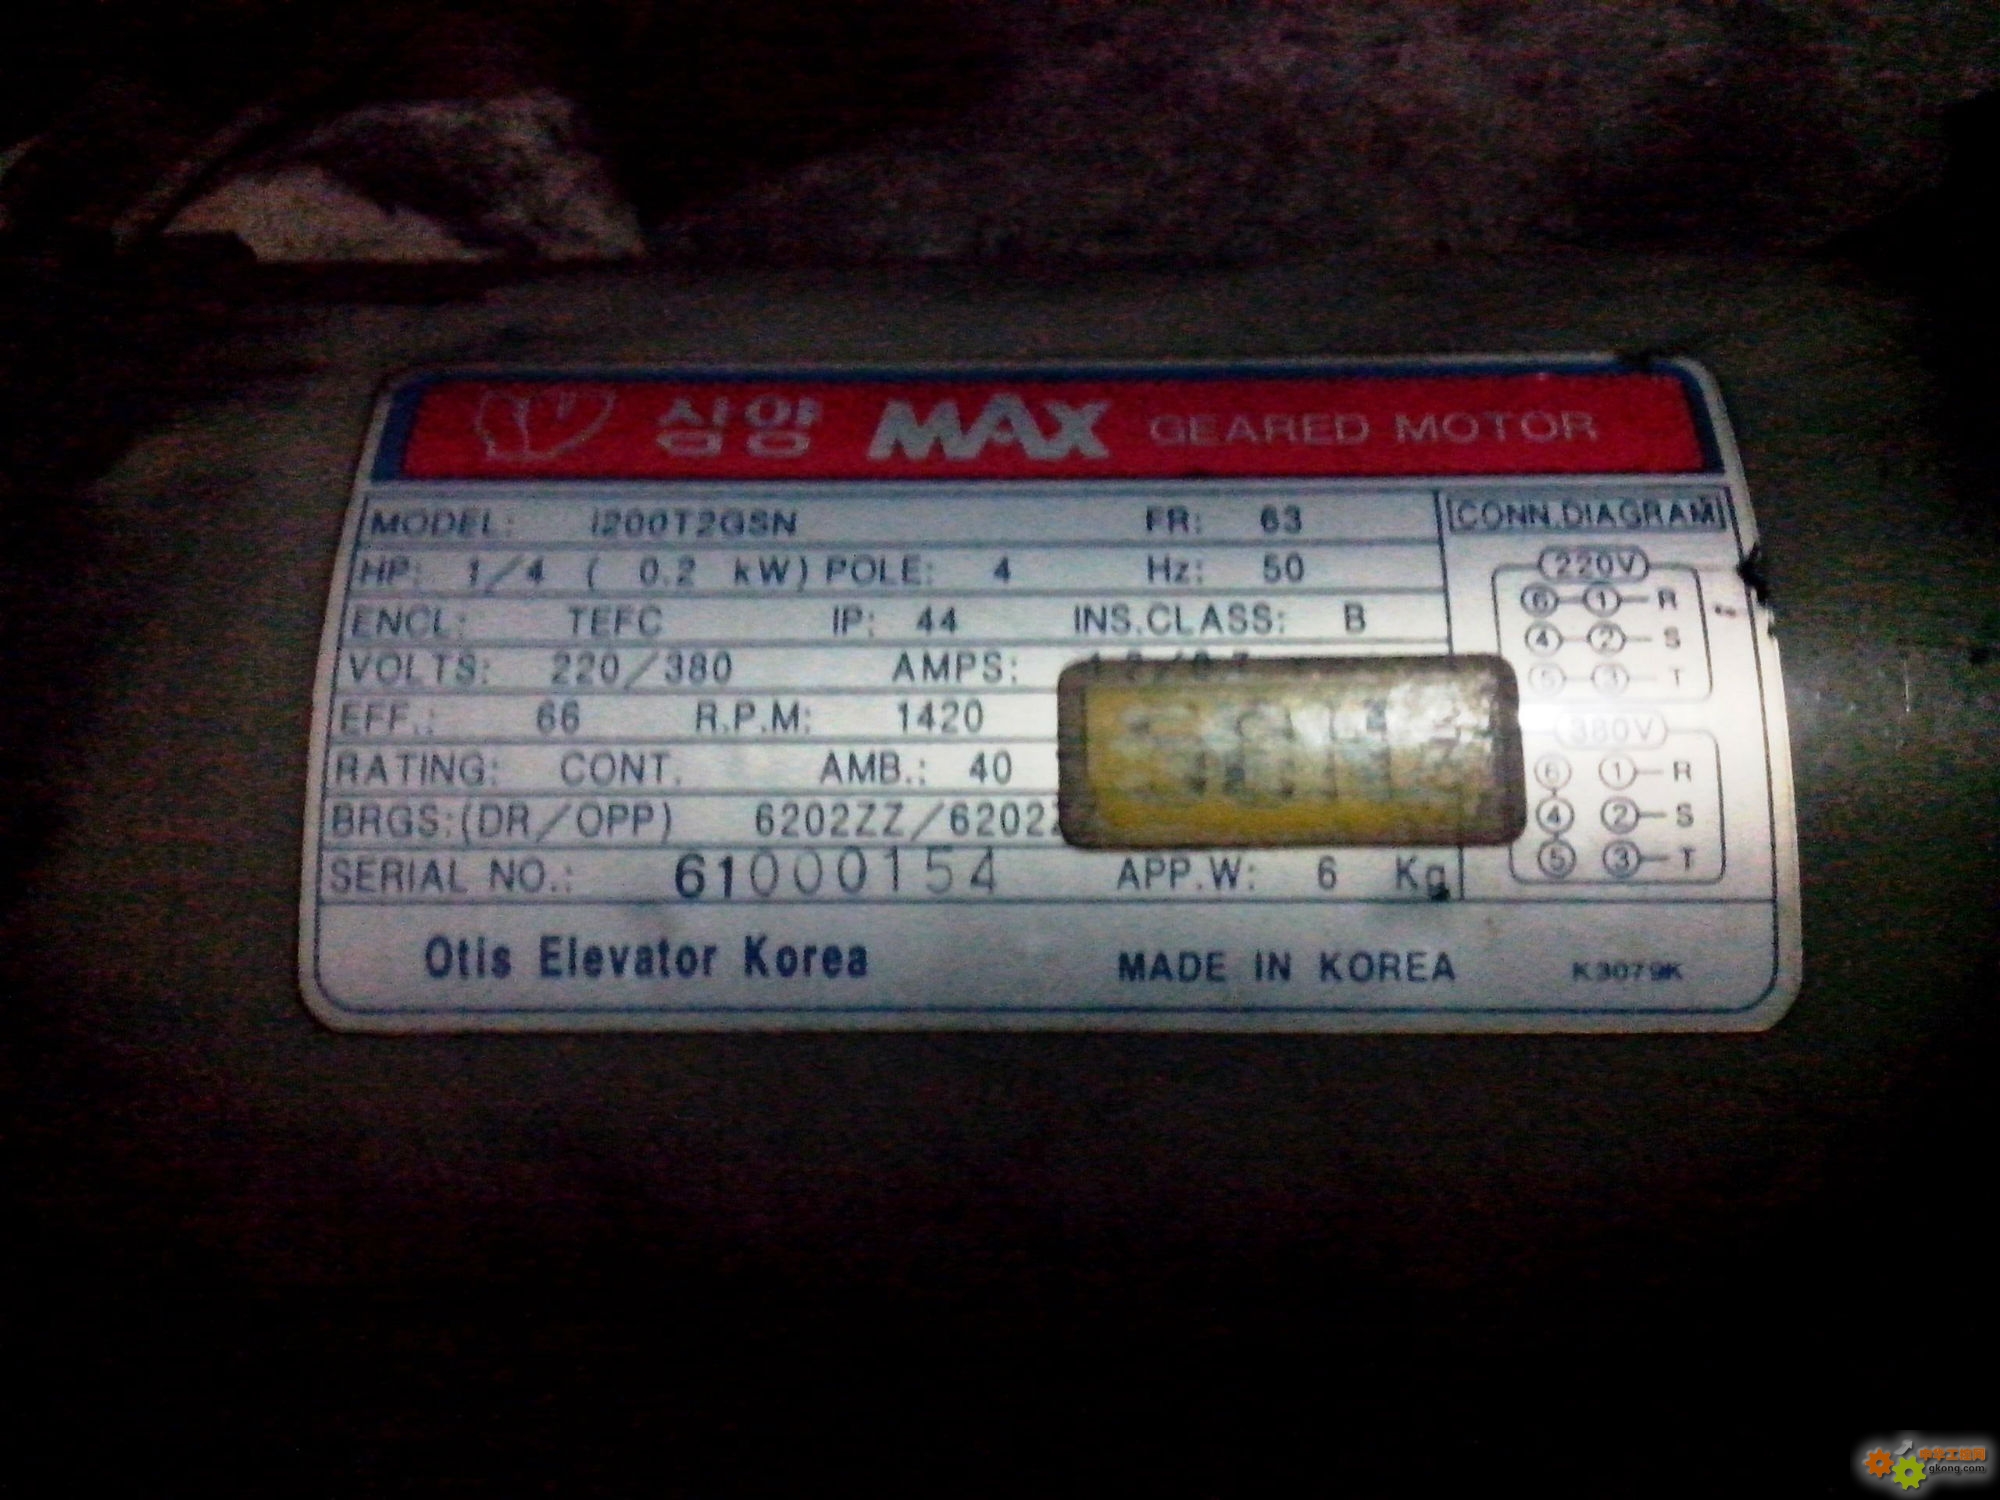 삼양 MAX GEARED MOTOR
MODEL: I200T2GSN FR: 63
HP: 1/4 ( 0.2 kW) POLE: 4 Hz: 50
ENCL: TEFC IP: 44 INS.CLASS: B
VOLTS: 220/380 AMPS:
EFF.: 66 R.P.M: 1420
RATING: CONT. AMB.: 40
BRGS:(DR/OPP) 6202ZZ/6202
SERIAL NO.: 61000154 APP.W: 6 Kg
CONN.DIAGRAM
220V
6 1 R
4 2 S
5 3 T
380V
6 1 R
4 2 S
5 3 T
Otis Elevator Korea MADE IN KOREA K3079K
gkong.com